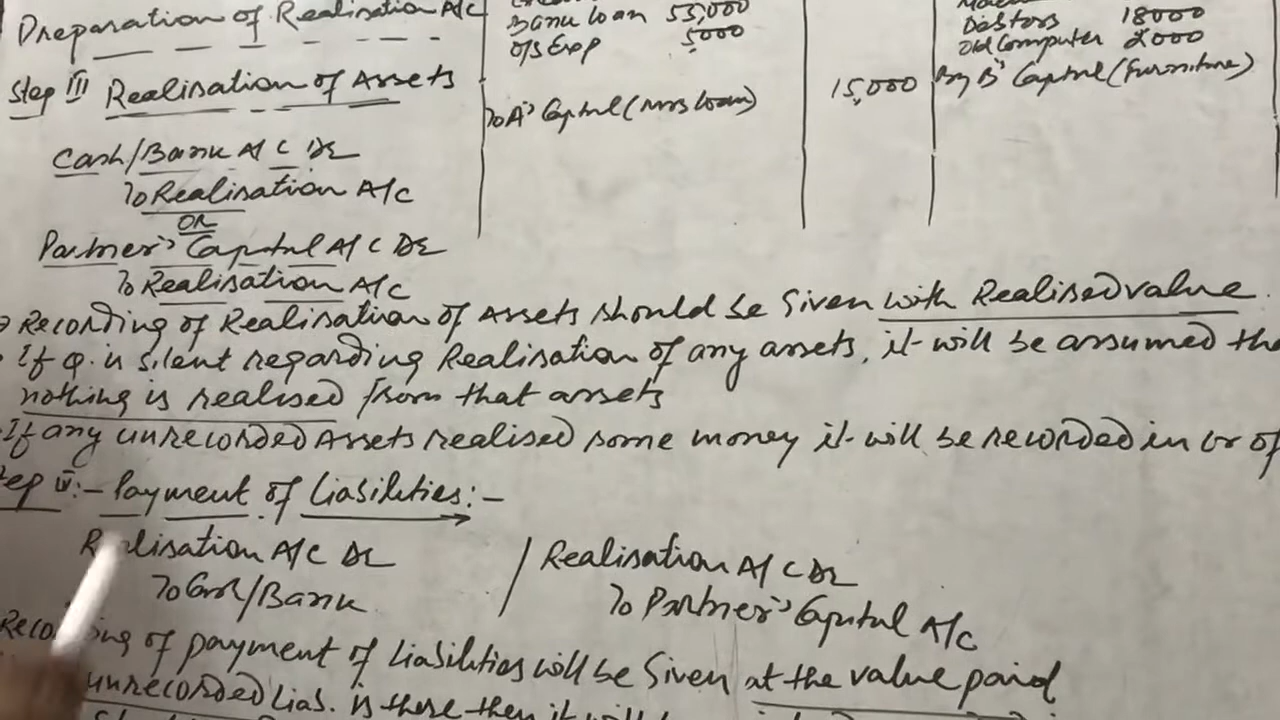 Preparation of Realisation A/C
Bank loan 55,000
o/s Exp 5000
Debtors 18000
Old Computer 2000
Step III Realisation of Assets
To A's Capital (Mrs loan)
15,000 By B's Capital (Furniture)
Cash/Bank A/C Dr
To Realisation A/C
OR
Partner's Capital A/C Dr
To Realisation A/C
Recording of Realisation of Assets should be given with Realised value.
If Q. is silent regarding Realisation of any assets, it will be assumed
nothing is realised from that assets
If any unrecorded Assets realised some money it will be recorded in cr of
Payment of Liabilities:-
Realisation A/C Dr / Realisation A/C Dr
To Cash/Bank To Partner's Capital A/C
of payment of Liabilities will be given at the value paid
unrecorded Liab. is there then it will